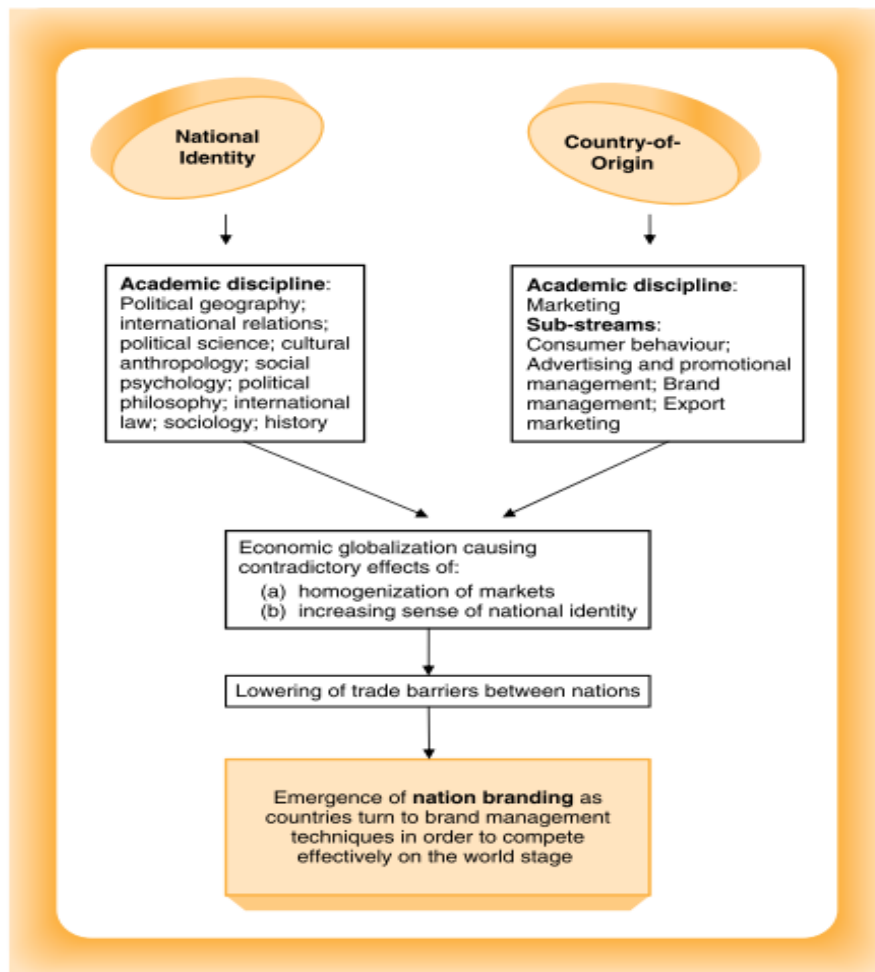 National
Identity
Country-of-
Origin
Academic discipline:
Political geography;
international relations;
political science; cultural
anthropology; social
psychology; political
philosophy; international
law; sociology; history
Academic discipline:
Marketing
Sub-streams:
Consumer behaviour;
Advertising and promotional
management; Brand
management; Export
marketing
Economic globalization causing
contradictory effects of:
(a) homogenization of markets
(b) increasing sense of national identity
Lowering of trade barriers between nations
Emergence of nation branding as
countries turn to brand management
techniques in order to compete
effectively on the world stage